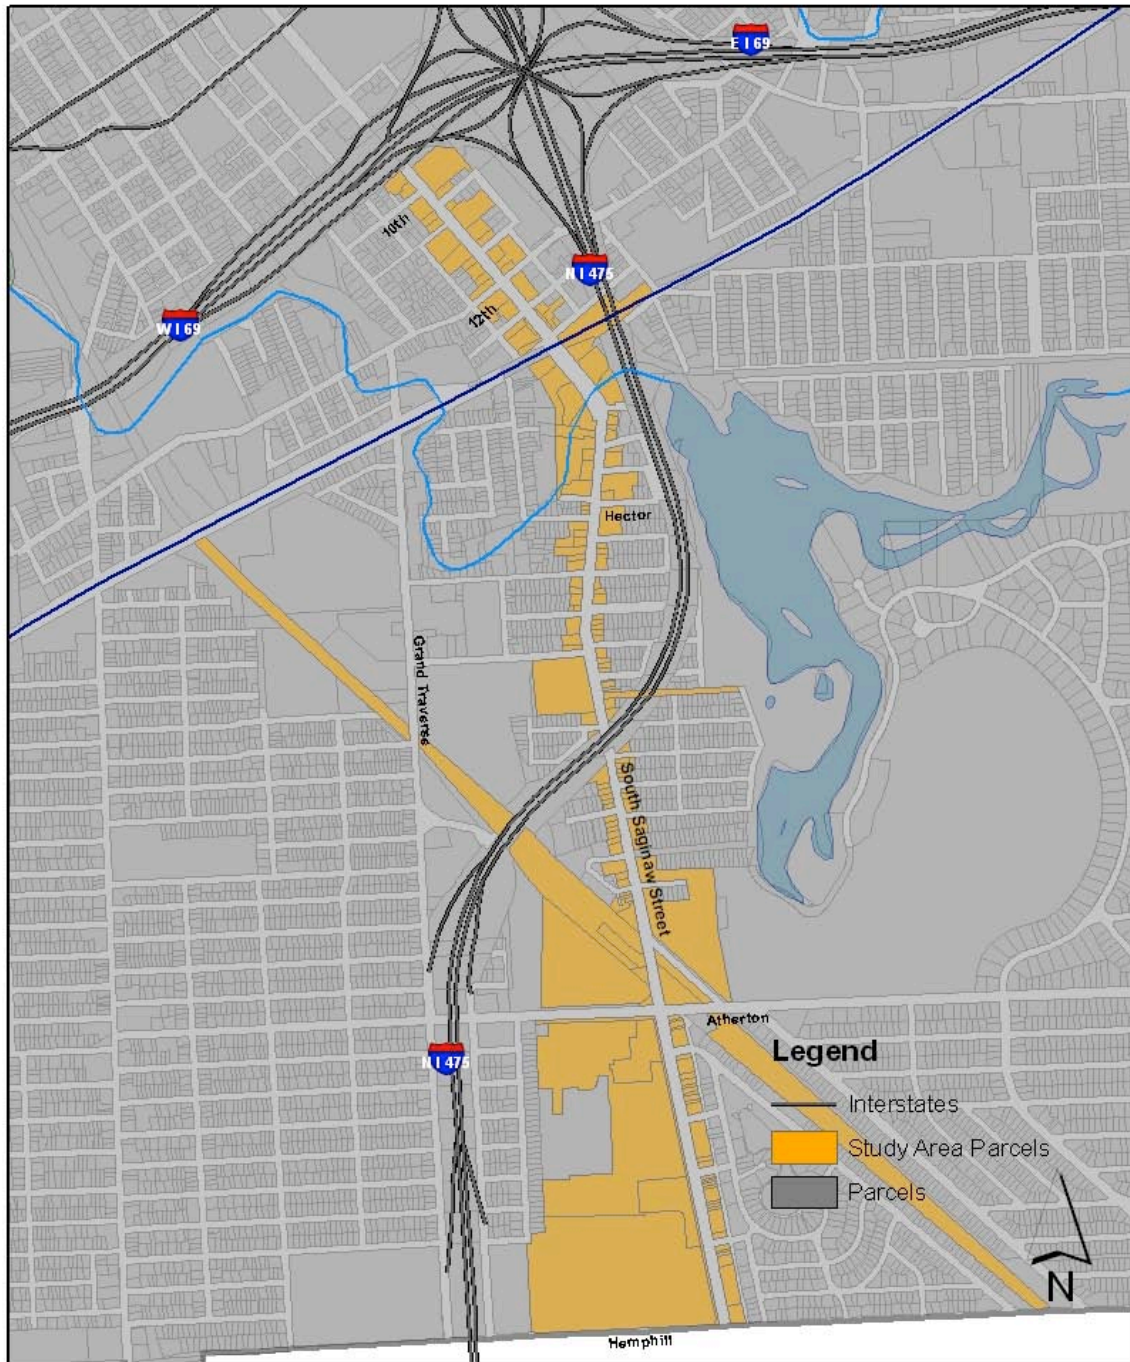 E I 69
10th
N I 475
12th
W I 69
Hector
Grand Traverse
South Saginaw Street
Atherton
Legend
N I 475
Interstates
Study Area Parcels
Parcels
N
Hemphill